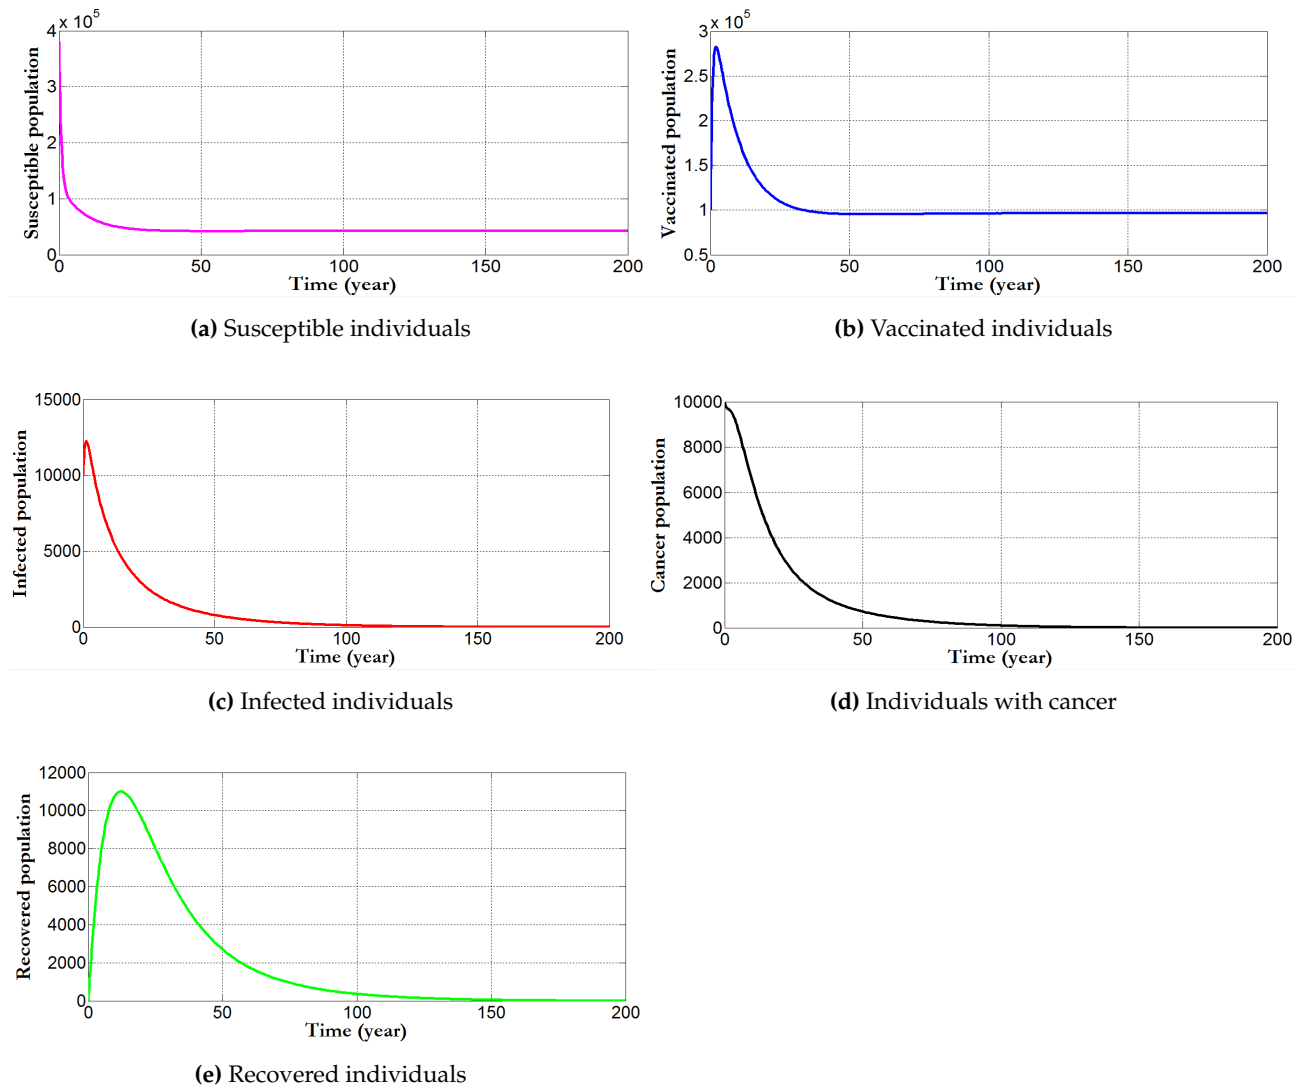 4 x 10⁵
3
2
1
0
Susceptible population
0 50 100 150 200
Time (year)
(a) Susceptible individuals
3 x 10⁵
2.5
2
1.5
1
0.5
Vaccinated population
0 50 100 150 200
Time (year)
(b) Vaccinated individuals
15000
10000
5000
0
Infected population
0 50 100 150 200
Time (year)
(c) Infected individuals
10000
8000
6000
4000
2000
0
Cancer population
0 50 100 150 200
Time (year)
(d) Individuals with cancer
12000
10000
8000
6000
4000
2000
0
Recovered population
0 50 100 150 200
Time (year)
(e) Recovered individuals